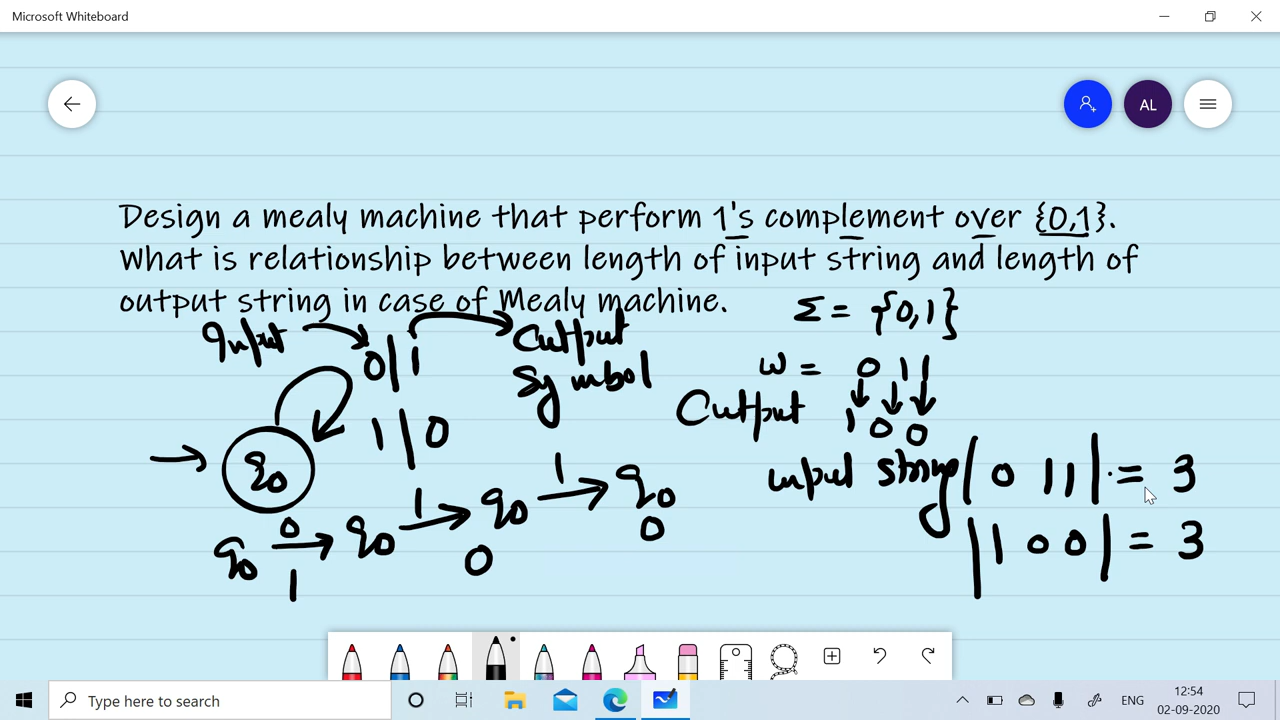 Microsoft Whiteboard
AL
Design a mealy machine that perform 1's complement over {0,1}.
What is relationship between length of input string and length of
output string in case of Mealy machine.
Σ = {0,1}
Input
0|1
Output
Symbol
1|0
q0
w = 0 1 1
Output 1 0 0
input string |0 1 1| = 3
|1 0 0| = 3
q0 0 q0 1 q0 1 q0
1 0 0
Type here to search
ENG
12:54
02-09-2020